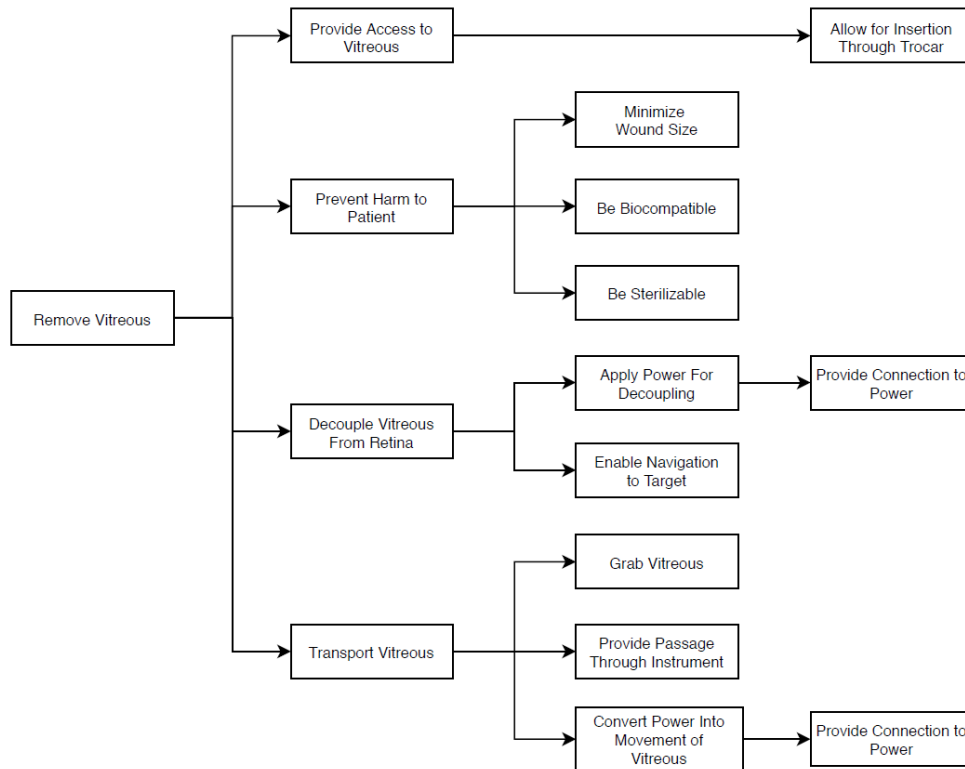 Provide Access to
Vitreous
Allow for Insertion
Through Trocar
Minimize
Wound Size
Prevent Harm to
Patient
Be Biocompatible
Be Sterilizable
Remove Vitreous
Apply Power For
Decoupling
Provide Connection to
Power
Decouple Vitreous
From Retina
Enable Navigation
to Target
Grab Vitreous
Transport Vitreous
Provide Passage
Through Instrument
Convert Power Into
Movement of
Vitreous
Provide Connection to
Power